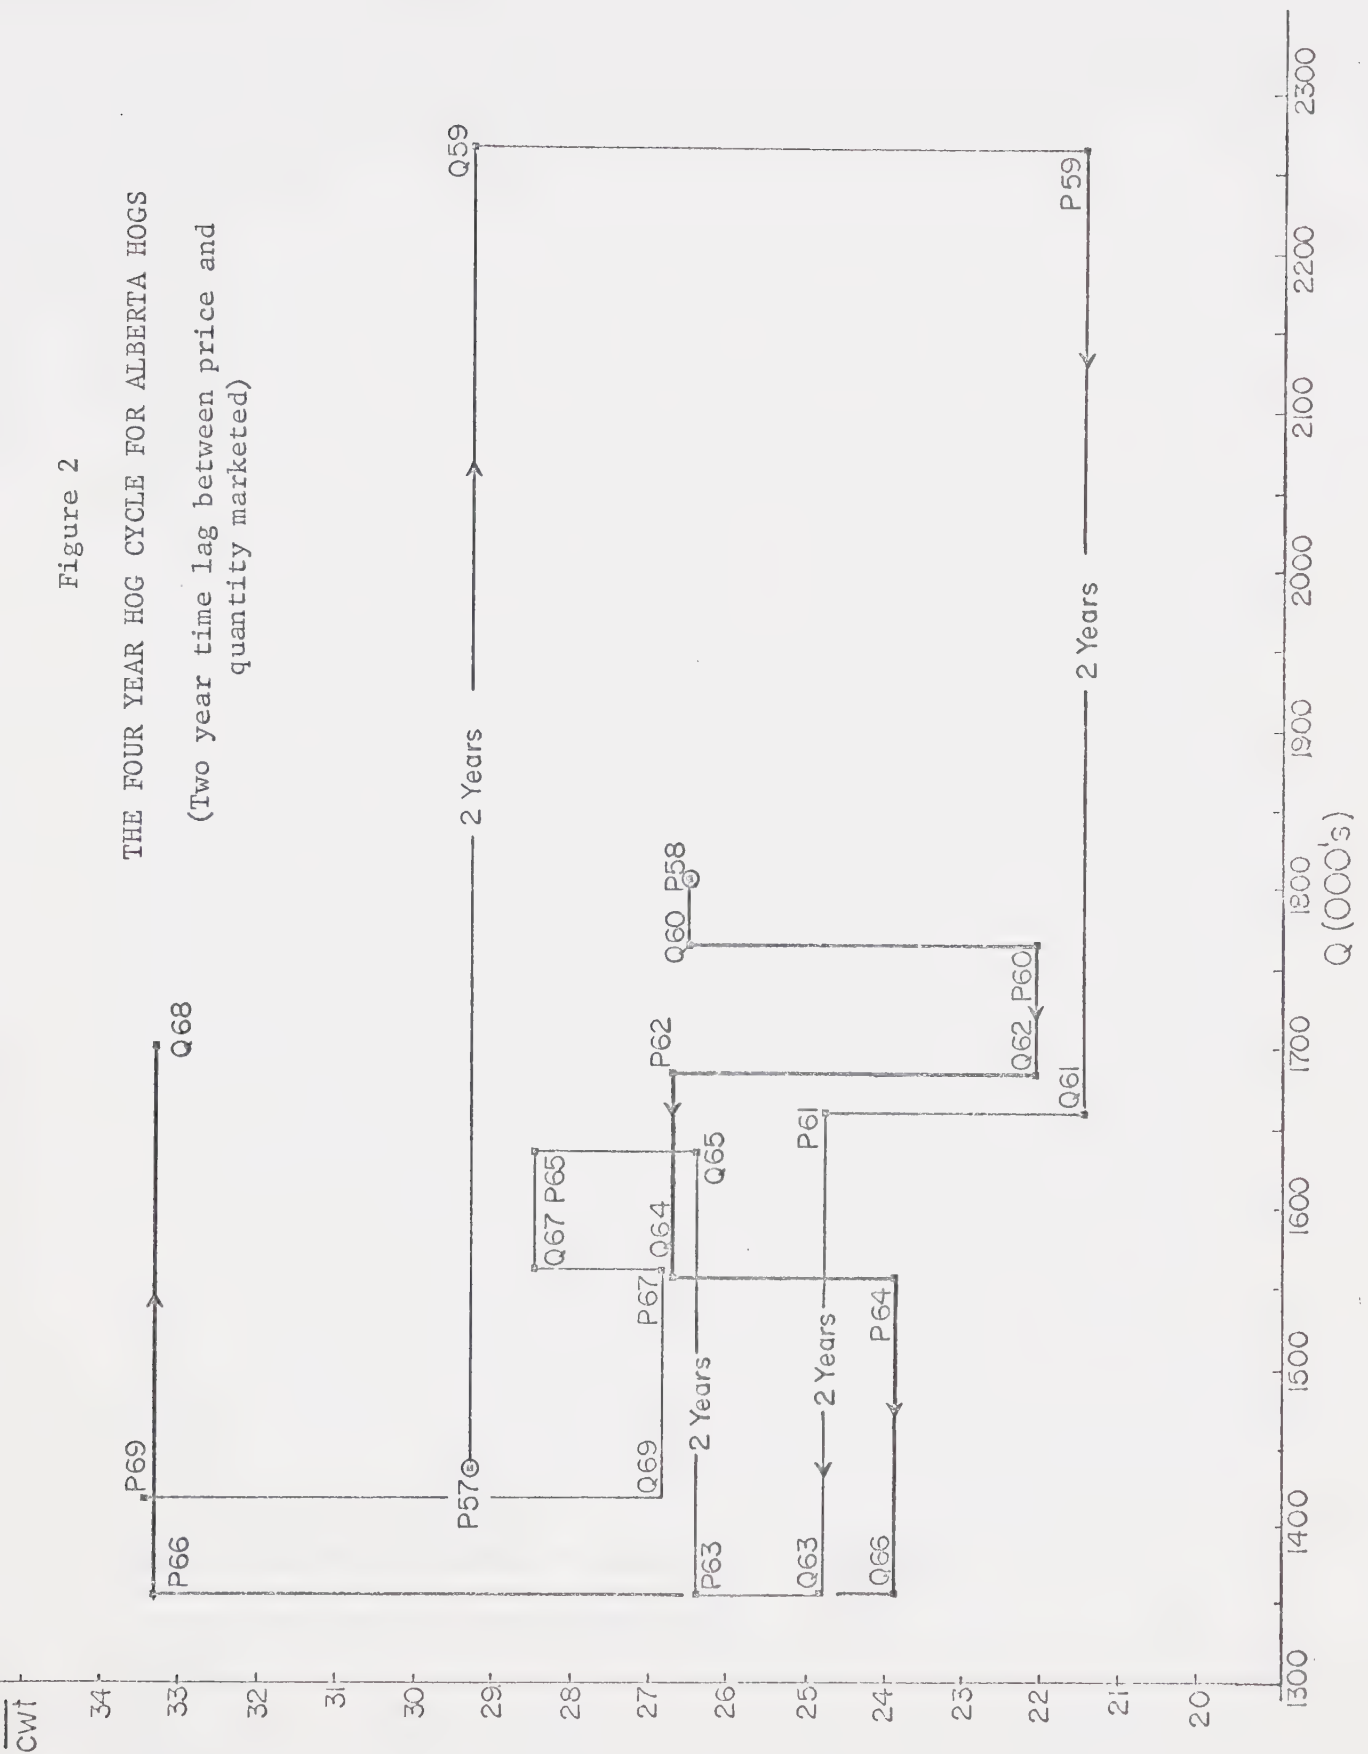 Figure 2
THE FOUR YEAR HOG CYCLE FOR ALBERTA HOGS
(Two year time lag between price and
quantity marketed)
cwt
34
33
32
31
30
29
28
27
26
25
24
23
22
21
20
P66
P69
Q68
P57
2 Years
Q59
Q67 P65
Q69
P67
Q64
P62
P63
2 Years
Q65
Q60 P58
Q63
2 Years
P61
Q66
P64
Q62 P60
Q61
2 Years
P59
1300
1400
1500
1600
1700
1800
1900
2000
2100
2200
2300
Q (000's)